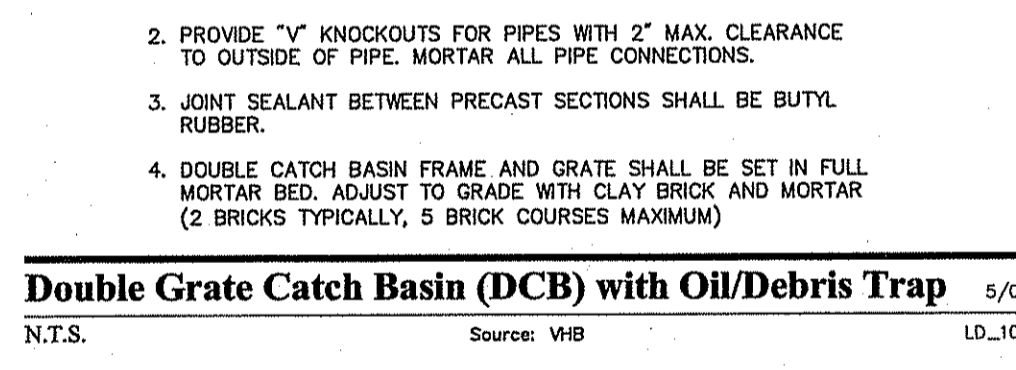 2. PROVIDE "V" KNOCKOUTS FOR PIPES WITH 2" MAX. CLEARANCE
TO OUTSIDE OF PIPE. MORTAR ALL PIPE CONNECTIONS.
3. JOINT SEALANT BETWEEN PRECAST SECTIONS SHALL BE BUTYL
RUBBER.
4. DOUBLE CATCH BASIN FRAME AND GRATE SHALL BE SET IN FULL
MORTAR BED. ADJUST TO GRADE WITH CLAY BRICK AND MORTAR
(2 BRICKS TYPICALLY, 5 BRICK COURSES MAXIMUM)
Double Grate Catch Basin (DCB) with Oil/Debris Trap 5/0
N.T.S. Source: VHB LD_10